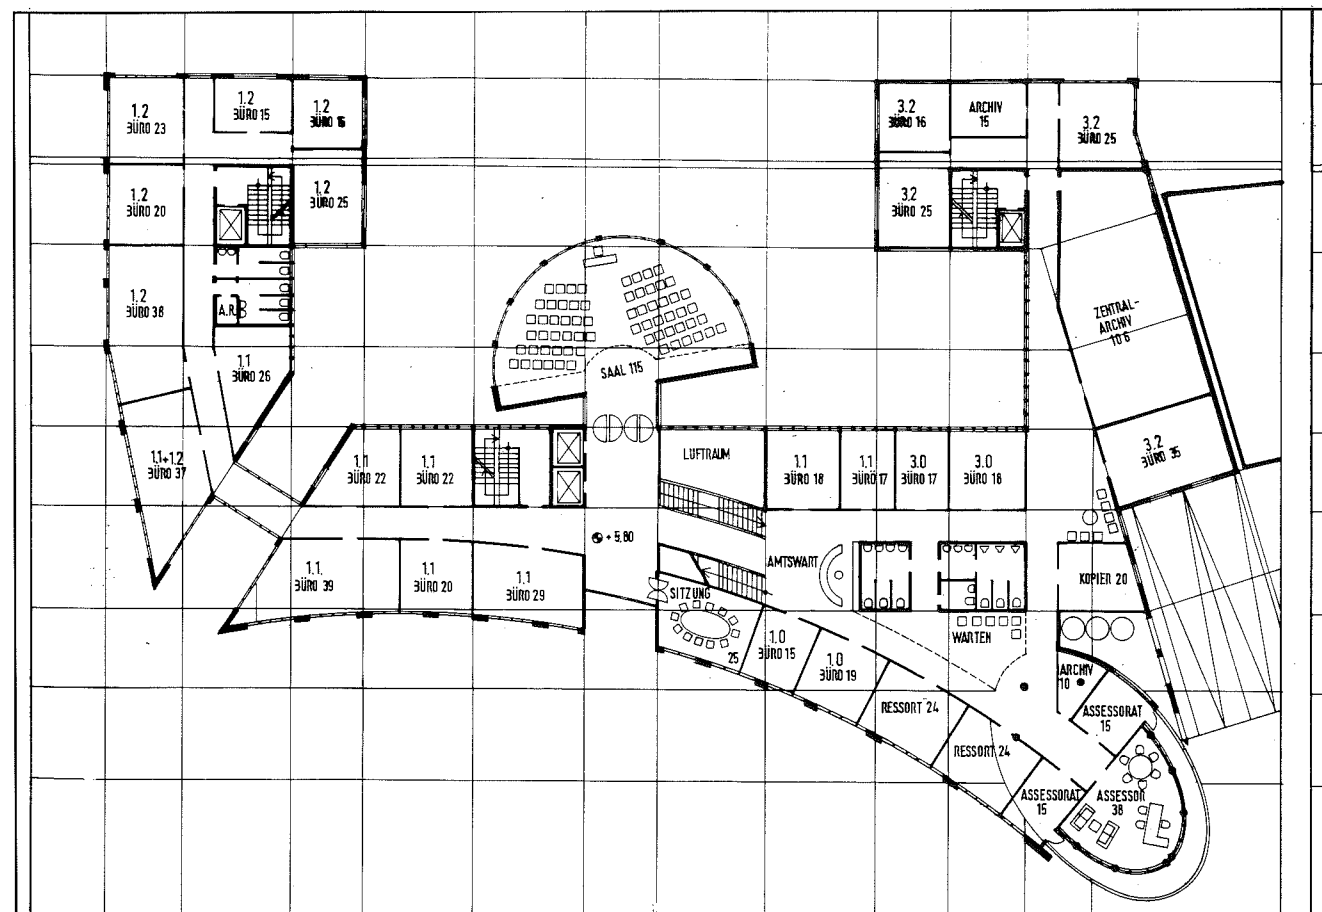 1.2
BÜRO 23
1.2
BÜRO 15
1.2
BÜRO 16
1.2
BÜRO 20
1.2
BÜRO 25
1.2
BÜRO 38
A.R.
1.1
BÜRO 26
1.1+1.2
BÜRO 37
3.2
BÜRO 16
ARCHIV
15
3.2
BÜRO 25
3.2
BÜRO 25
ZENTRAL-
ARCHIV
106
3.2
BÜRO 35
SAAL 115
1.1
BÜRO 22
1.1
BÜRO 22
LUFTRAUM
1.1
BÜRO 18
1.1
BÜRO 17
3.0
BÜRO 17
3.0
BÜRO 18
+ 5,80
AMTSWART
KOPIER 20
1.1.
BÜRO 39
1.1
BÜRO 20
1.1
BÜRO 29
SITZUNG
25
WARTEN
1.0
BÜRO 15
1.0
BÜRO 19
RESSORT 24
RESSORT 24
ARCHIV
10
ASSESSORAT
15
ASSESSORAT
15
ASSESSOR
38